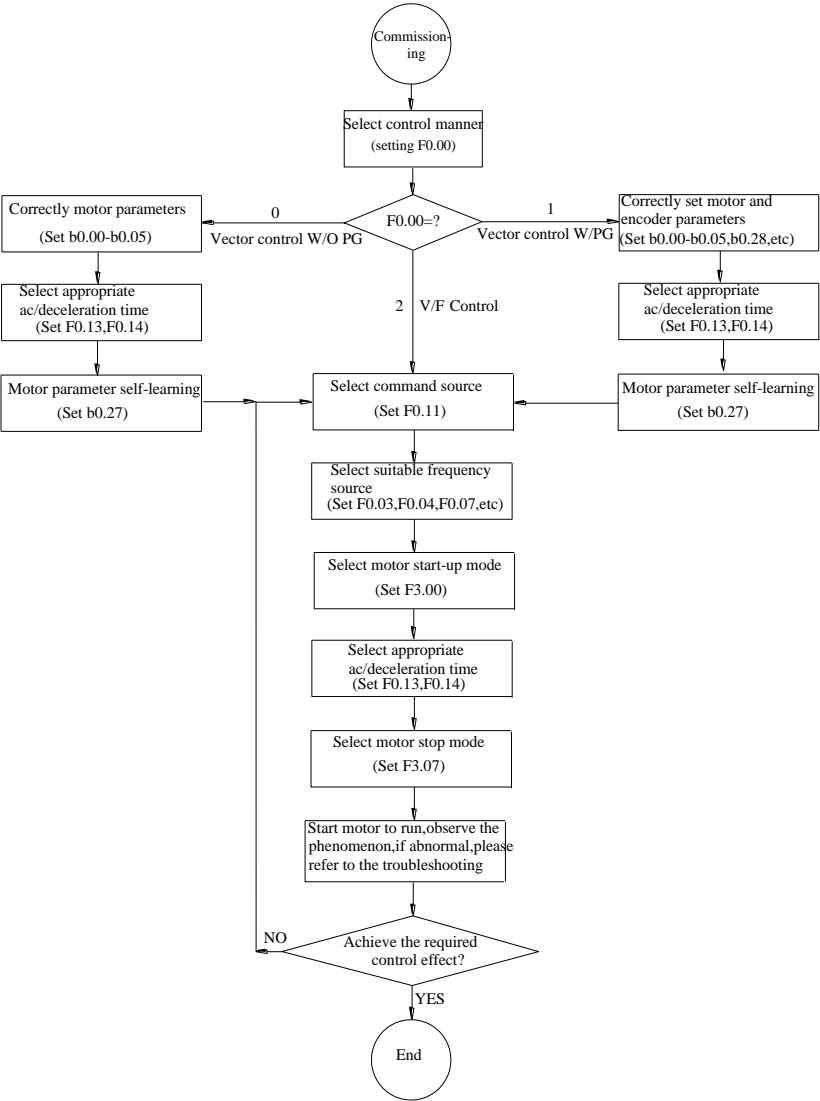 Commission-
ing
Select control manner
(setting F0.00)
F0.00=?
0
Vector control W/O PG
1
Vector control W/PG
2 V/F Control
Correctly motor parameters
(Set b0.00-b0.05)
Select appropriate
ac/deceleration time
(Set F0.13,F0.14)
Motor parameter self-learning
(Set b0.27)
Correctly set motor and
encoder parameters
(Set b0.00-b0.05,b0.28,etc)
Select appropriate
ac/deceleration time
(Set F0.13,F0.14)
Motor parameter self-learning
(Set b0.27)
Select command source
(Set F0.11)
Select suitable frequency
source
(Set F0.03,F0.04,F0.07,etc)
Select motor start-up mode
(Set F3.00)
Select appropriate
ac/deceleration time
(Set F0.13,F0.14)
Select motor stop mode
(Set F3.07)
Start motor to run,observe the
phenomenon,if abnormal,please
refer to the troubleshooting
Achieve the required
control effect?
NO
YES
End